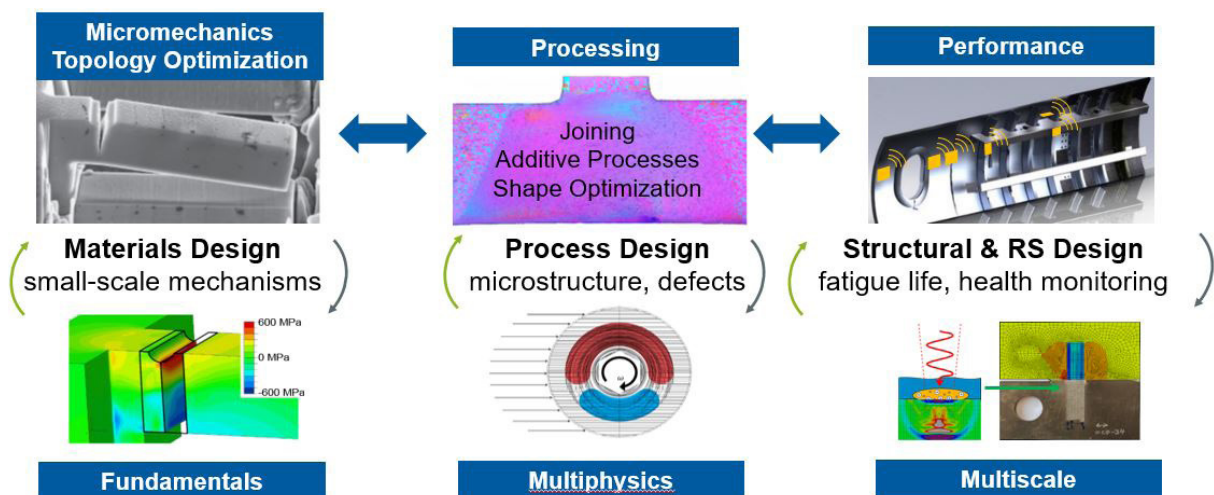 Micromechanics
Topology Optimization
Processing
Performance
Joining
Additive Processes
Shape Optimization
Materials Design
small-scale mechanisms
Process Design
microstructure, defects
Structural & RS Design
fatigue life, health monitoring
600 MPa
0 MPa
-600 MPa
Fundamentals
Multiphysics
Multiscale